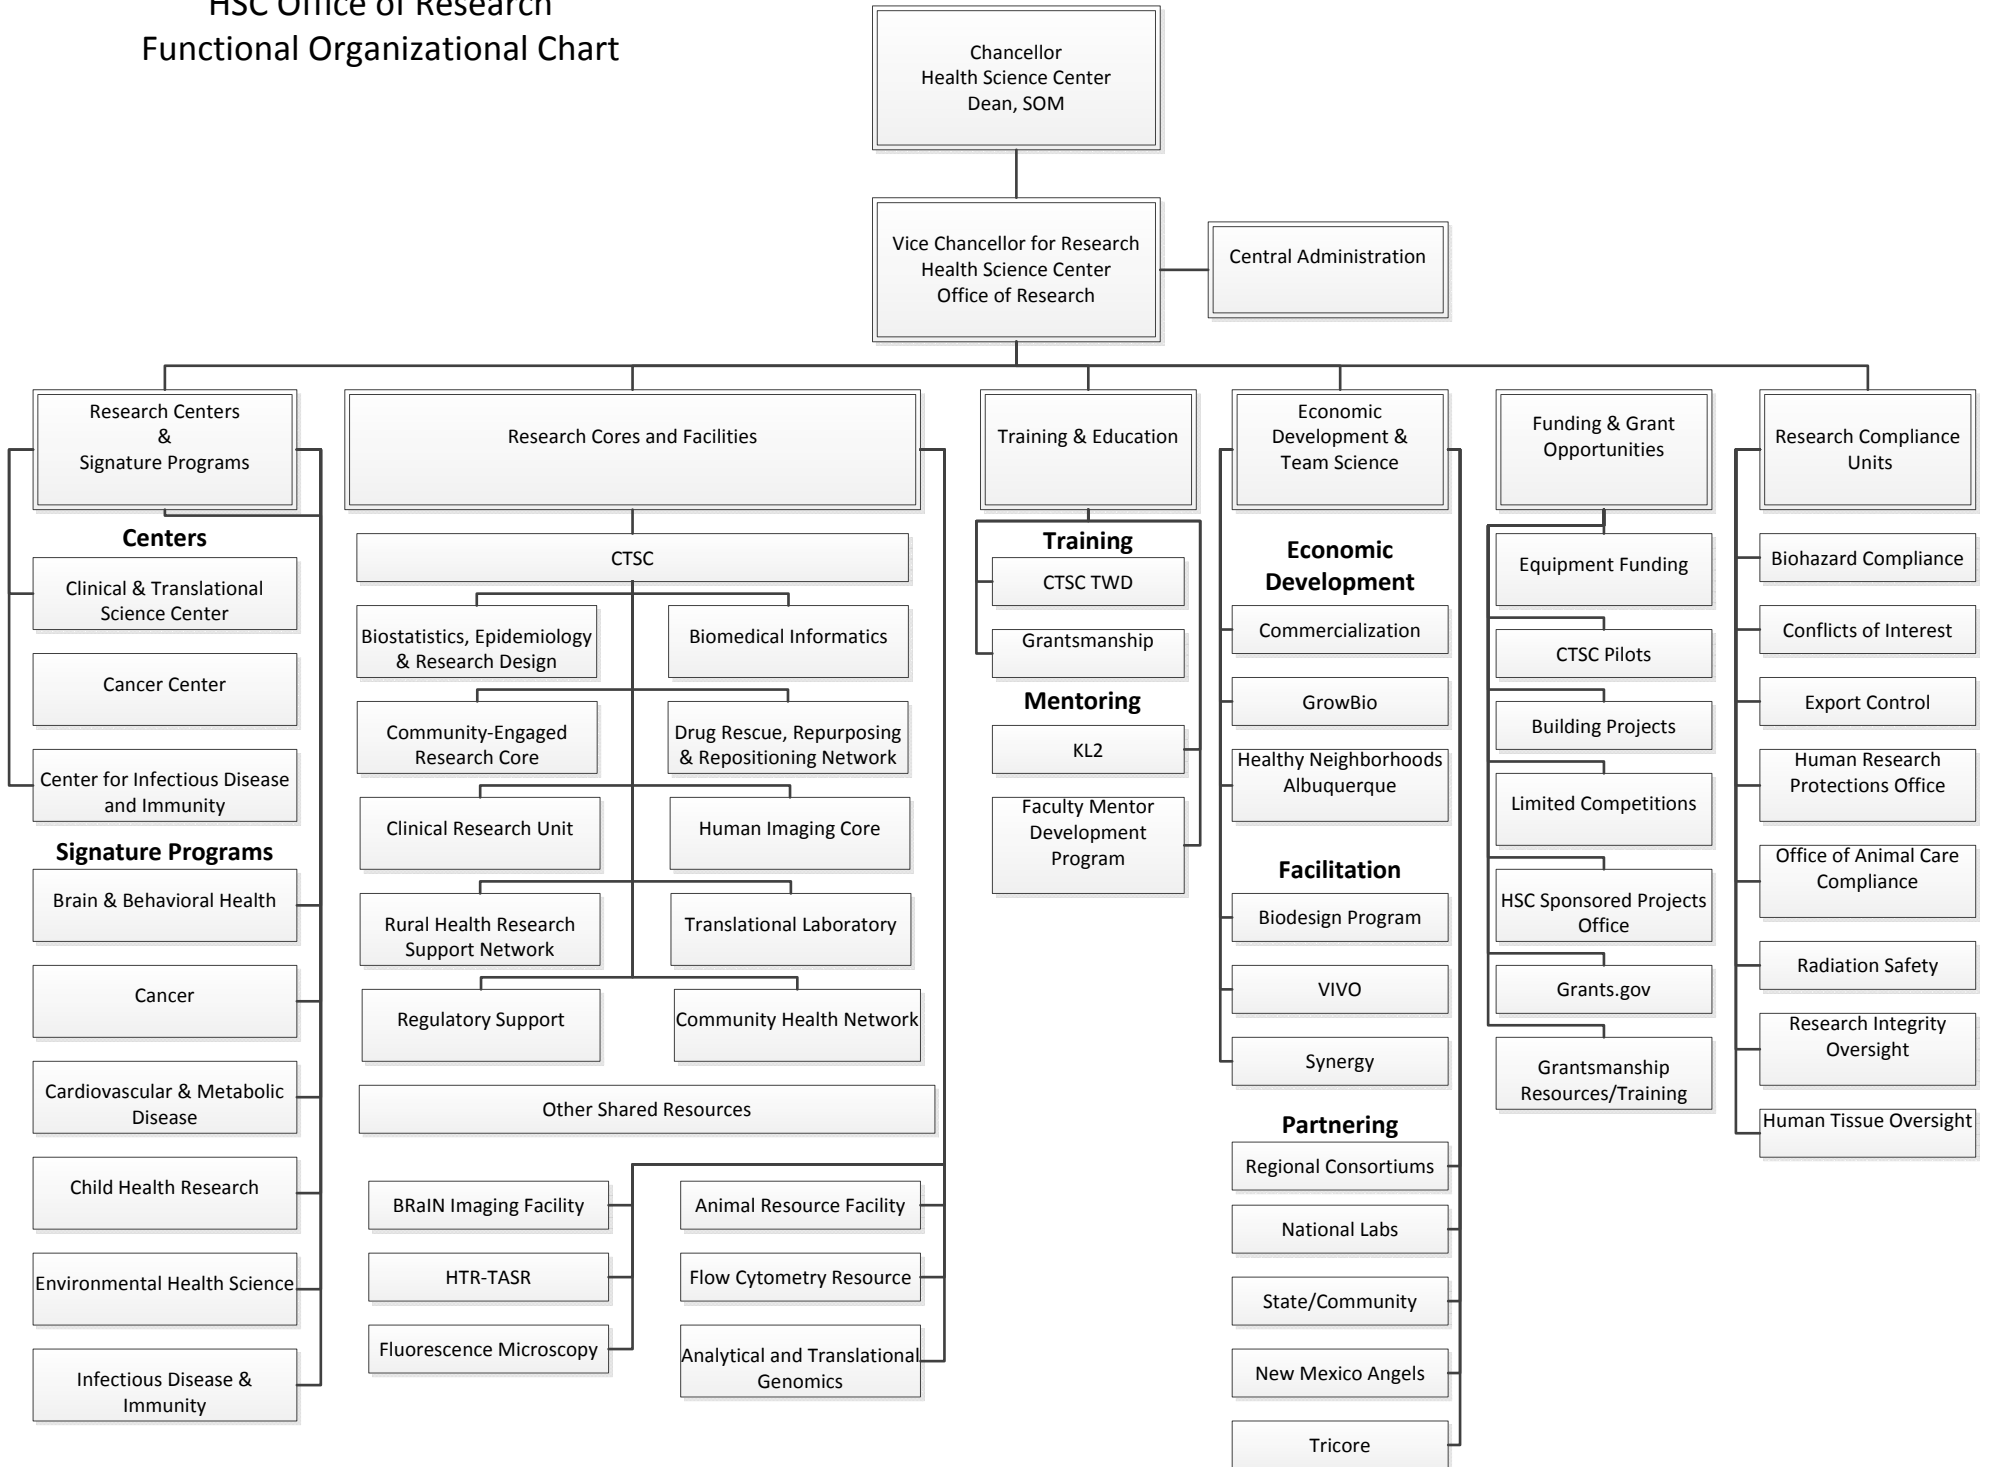 HSC Office of Research
Functional Organizational Chart
Chancellor
Health Science Center
Dean, SOM
Vice Chancellor for Research
Health Science Center
Office of Research
Central Administration
Research Centers
&
Signature Programs
Centers
Clinical & Translational
Science Center
Cancer Center
Center for Infectious Disease
and Immunity
Signature Programs
Brain & Behavioral Health
Cancer
Cardiovascular & Metabolic
Disease
Child Health Research
Environmental Health Science
Infectious Disease &
Immunity
Research Cores and Facilities
CTSC
Biostatistics, Epidemiology
& Research Design
Biomedical Informatics
Community-Engaged
Research Core
Drug Rescue, Repurposing
& Repositioning Network
Clinical Research Unit
Human Imaging Core
Rural Health Research
Support Network
Translational Laboratory
Regulatory Support
Community Health Network
Other Shared Resources
BRaIN Imaging Facility
Animal Resource Facility
HTR-TASR
Flow Cytometry Resource
Fluorescence Microscopy
Analytical and Translational
Genomics
Training & Education
Training
CTSC TWD
Grantsmanship
Mentoring
KL2
Faculty Mentor
Development
Program
Economic
Development &
Team Science
Economic
Development
Commercialization
GrowBio
Healthy Neighborhoods
Albuquerque
Facilitation
Biodesign Program
VIVO
Synergy
Partnering
Regional Consortiums
National Labs
State/Community
New Mexico Angels
Tricore
Funding & Grant
Opportunities
Equipment Funding
CTSC Pilots
Building Projects
Limited Competitions
HSC Sponsored Projects
Office
Grants.gov
Grantsmanship
Resources/Training
Research Compliance
Units
Biohazard Compliance
Conflicts of Interest
Export Control
Human Research
Protections Office
Office of Animal Care
Compliance
Radiation Safety
Research Integrity
Oversight
Human Tissue Oversight